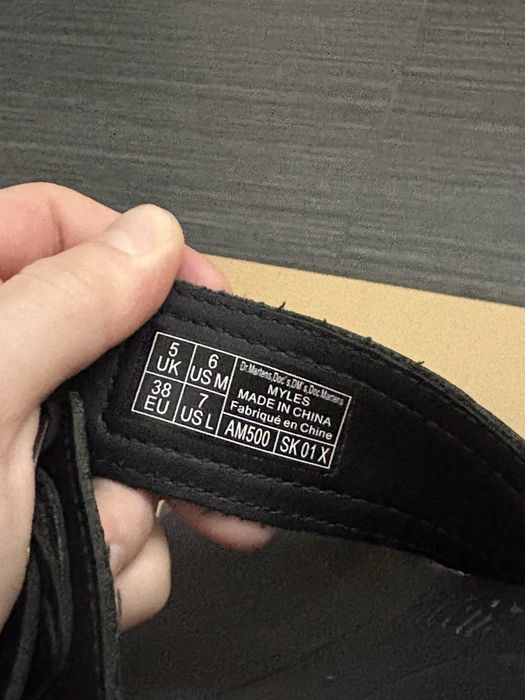 5
UK
6
US M
38
EU
7
US L
Dr.Martens,Doc's,DM's,Doc Martens
MYLES
MADE IN CHINA
Fabriqué en Chine
AM500
SK 01 X